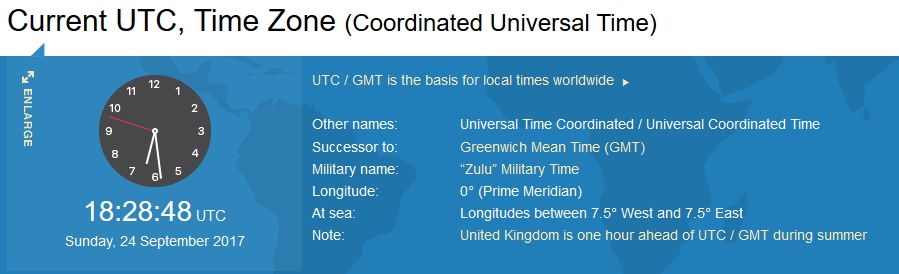 Current UTC, Time Zone (Coordinated Universal Time)
ENLARGE
12
11 1
10 2
9 3
8 4
7 5
6
18:28:48 UTC
Sunday, 24 September 2017
UTC / GMT is the basis for local times worldwide ►
Other names: Universal Time Coordinated / Universal Coordinated Time
Successor to: Greenwich Mean Time (GMT)
Military name: “Zulu” Military Time
Longitude: 0° (Prime Meridian)
At sea: Longitudes between 7.5° West and 7.5° East
Note: United Kingdom is one hour ahead of UTC / GMT during summer